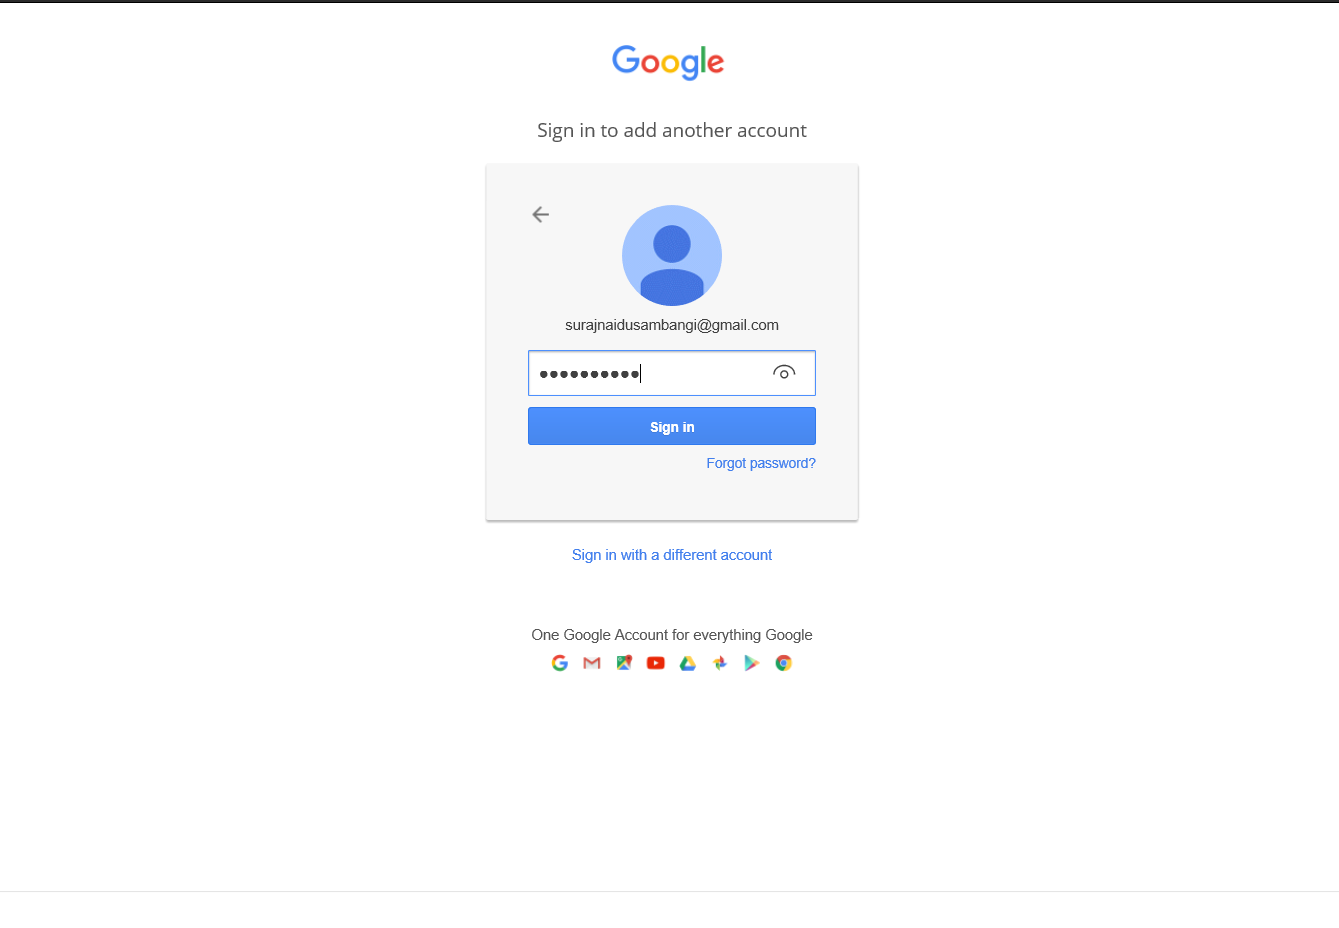 Google
Sign in to add another account
surajnaidusambangi@gmail.com
●●●●●●●●●●
Sign in
Forgot password?
Sign in with a different account
One Google Account for everything Google